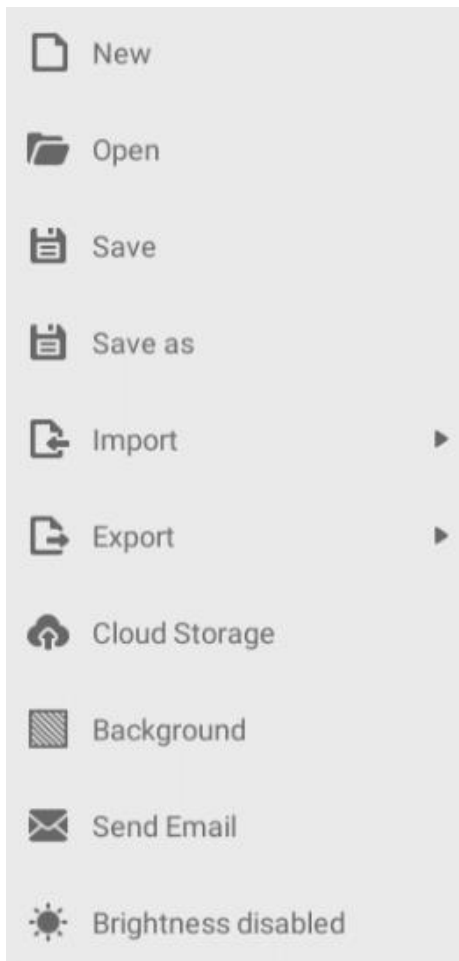 New
Open
Save
Save as
Import
Export
Cloud Storage
Background
Send Email
Brightness disabled